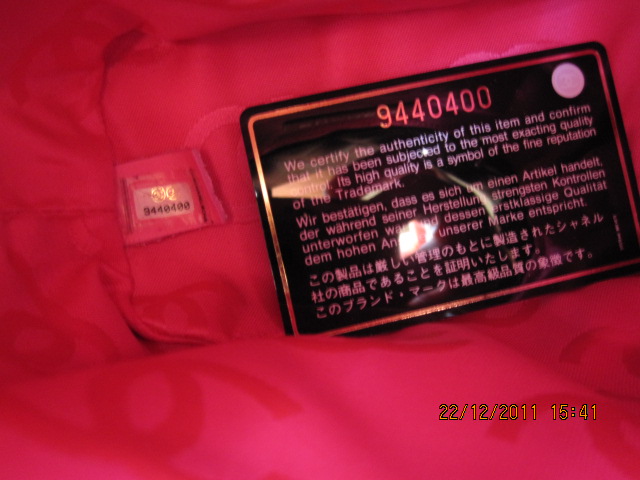 9440400
We certify the authenticity of this item and confirm
that it has been subjected to the most exacting quality
control. Its high quality is a symbol of the fine reputation
of the Trademark.
Wir bestätigen, dass es sich um einen Artikel handelt,
der während seiner Herstellung strengsten Kontrollen
unterworfen war und dessen erstklassige Qualität
dem hohen Anspruch unserer Marke entspricht.
この製品は厳しい管理のもとに製造されたシャネル
社の商品であることを証明いたします。
このブランド・マークは最高級品質の象徴です。
9440400
22/12/2011 15:41